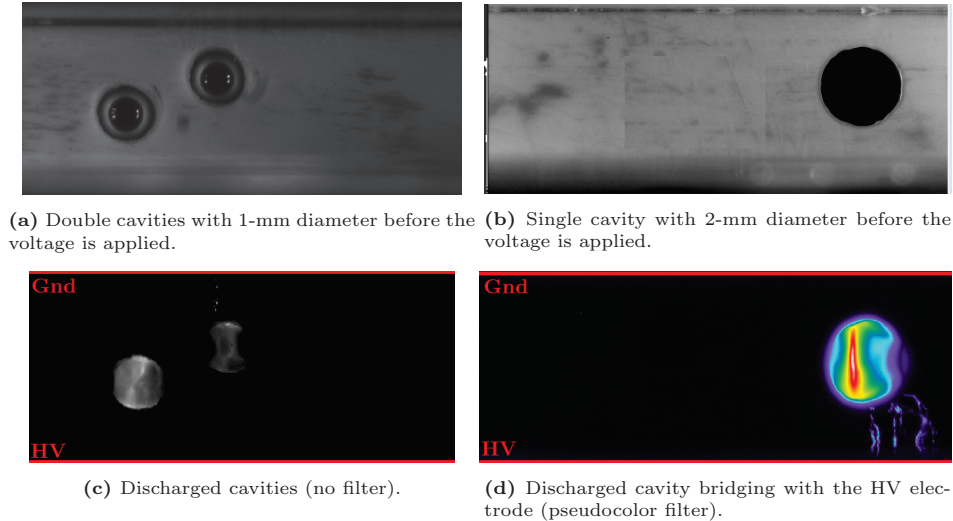 (a) Double cavities with 1-mm diameter before the
voltage is applied.
(b) Single cavity with 2-mm diameter before the
voltage is applied.
Gnd
HV
(c) Discharged cavities (no filter).
Gnd
HV
(d) Discharged cavity bridging with the HV elec-
trode (pseudocolor filter).